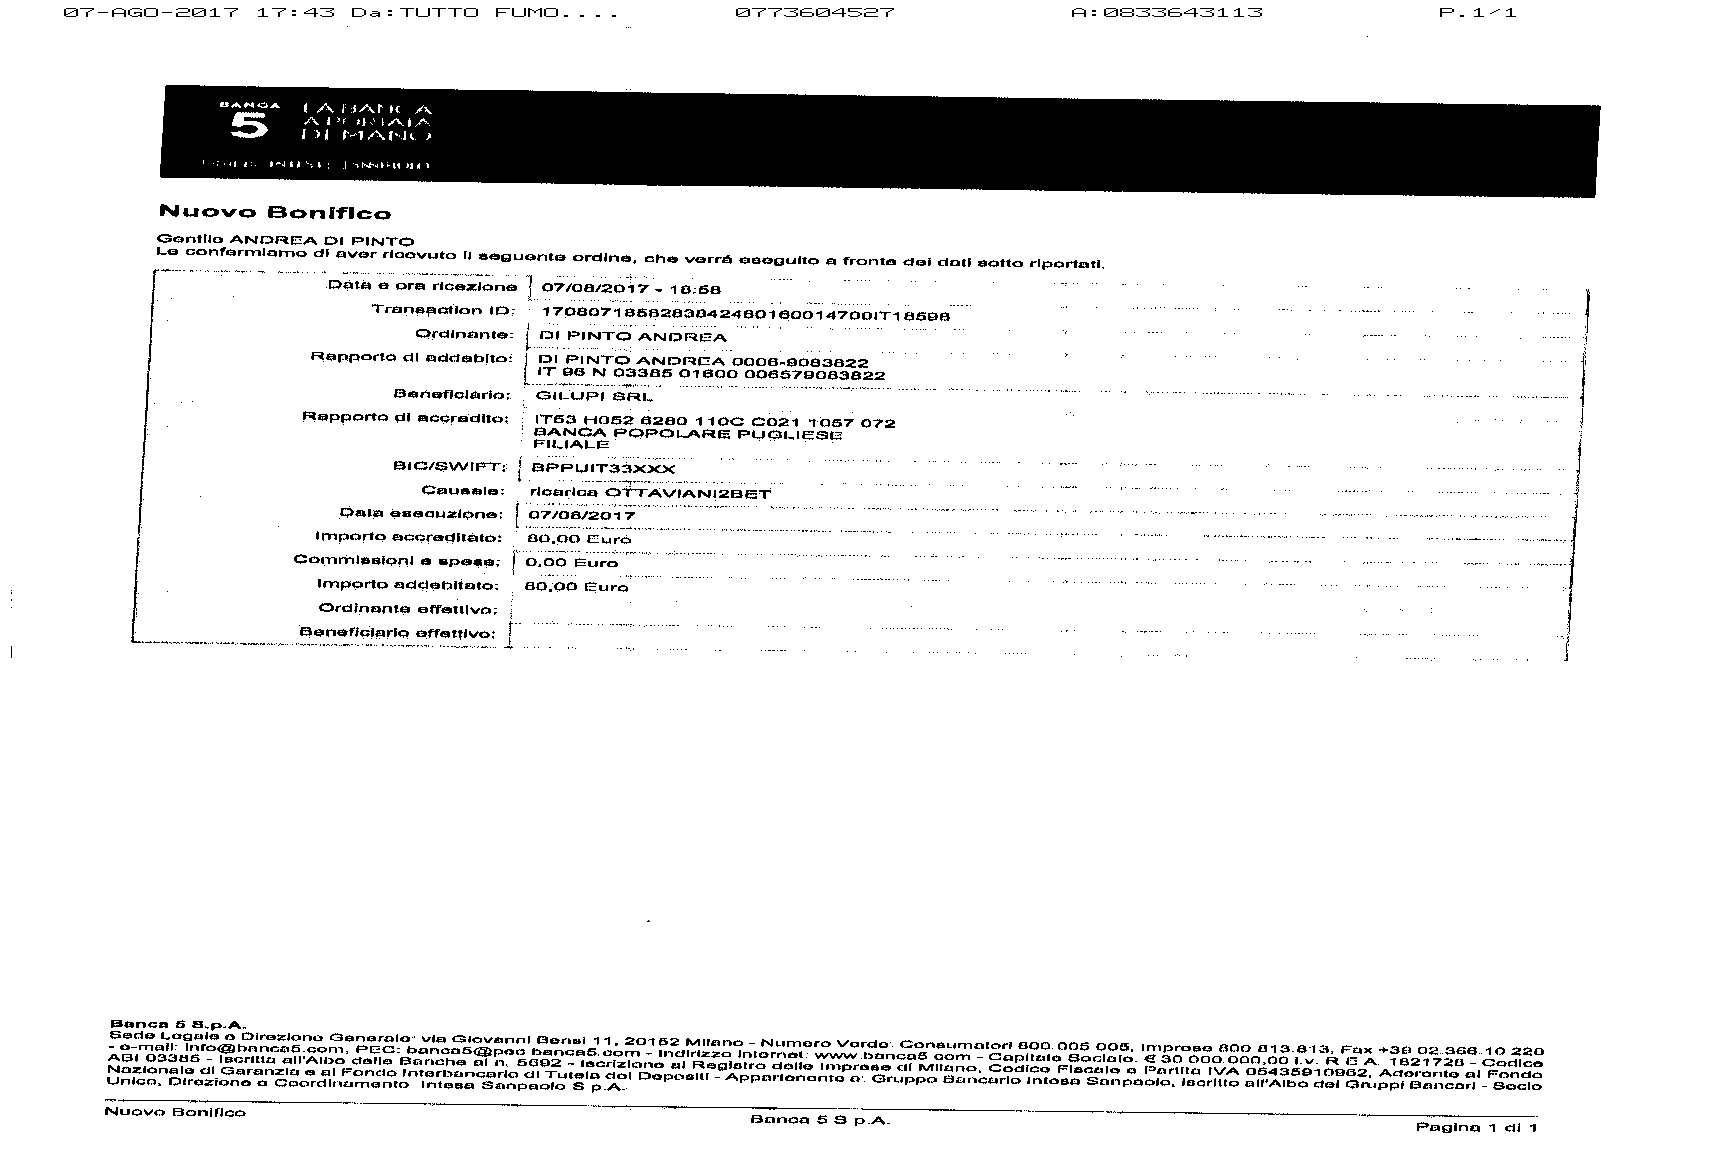 07-AGO-2017 17:43 Da:TUTTO FUMO.... 0773604527 A:0833643113 P.1/1
BANCA 5 LA BANCA
A PORTATA
DI MANO
Nuovo Bonifico
Gentile ANDREA DI PINTO
Le confermiamo di aver ricevuto il seguente ordine, che verrà eseguito a fronte dei dati sotto riportati.
Data e ora ricezione 07/08/2017 - 18:58
Transaction ID: 1708071858283842480160014700IT18598
Ordinante: DI PINTO ANDREA
Rapporto di addebito: DI PINTO ANDREA 0006-9083822
IT 96 N 03385 01600 006579083822
Beneficiario: GILUPI SRL
Rapporto di accredito: IT53 H052 6280 110C C021 1057 072
BANCA POPOLARE PUGLIESE
FILIALE
BIC/SWIFT: BPPUIT33XXX
Causale: ricarica OTTAVIANI2BET
Data esecuzione: 07/08/2017
Importo accreditato: 80,00 Euro
Commissioni e spese: 0,00 Euro
Importo addebitato: 80,00 Euro
Ordinante effettivo:
Beneficiario effettivo:
Banca 5 S.p.A.
Sede Legale e Direzione Generale: via Giovanni Bensi 11, 20152 Milano - Numero Verde: Consumatori 800 005 005, Imprese 800 813.813, Fax +39 02.366.10 220
- e-mail: info@banca5.com, PEC: banca5@pec.banca5.com - Indirizzo Internet: www.banca5.com - Capitale Sociale: € 30 000.000,00 i.v. R E A. 1821728 - Codice
ABI 03385 - Iscritta all'Albo delle Banche al n. 5692 - Iscrizione al Registro delle Imprese di Milano, Codice Fiscale e Partita IVA 05435910962, Aderente al Fondo
Nazionale di Garanzia e al Fondo Interbancario di Tutela dei Depositi - Appartenente a: Gruppo Bancario Intesa Sanpaolo, iscritto all'Albo dei Gruppi Bancari - Socio
Unico, Direzione e Coordinamento Intesa Sanpaolo S p.A.
Nuovo Bonifico Banca 5 S p.A. Pagina 1 di 1